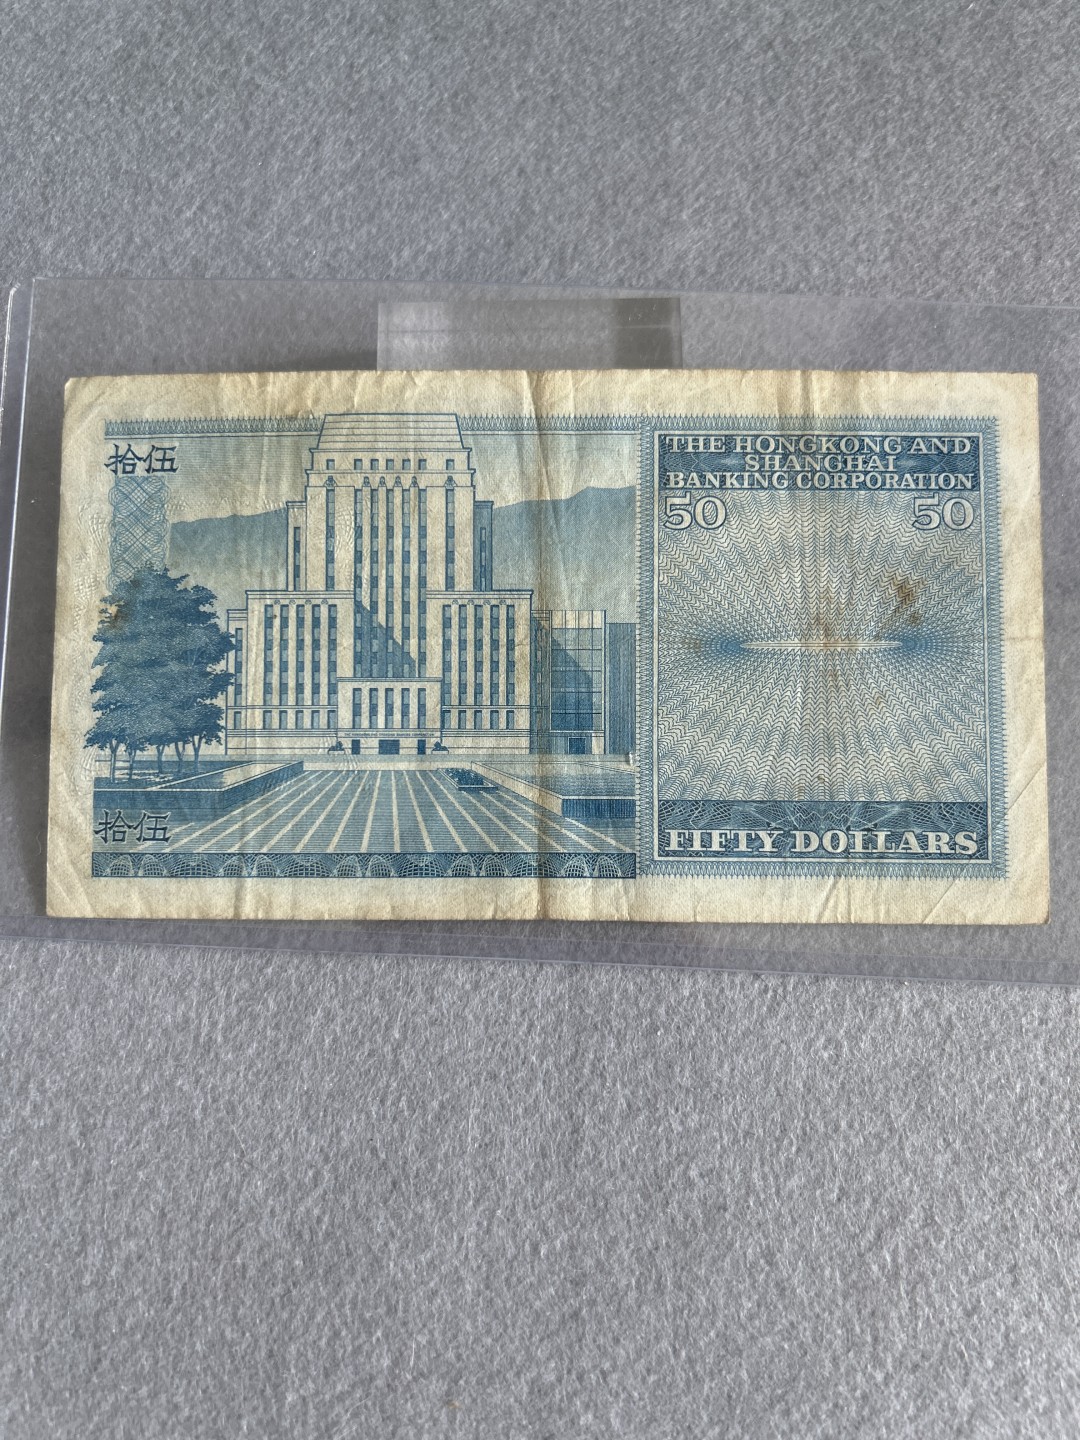 拾伍
THE HONGKONG AND
SHANGHAI
BANKING CORPORATION
50 50
拾伍
FIFTY DOLLARS